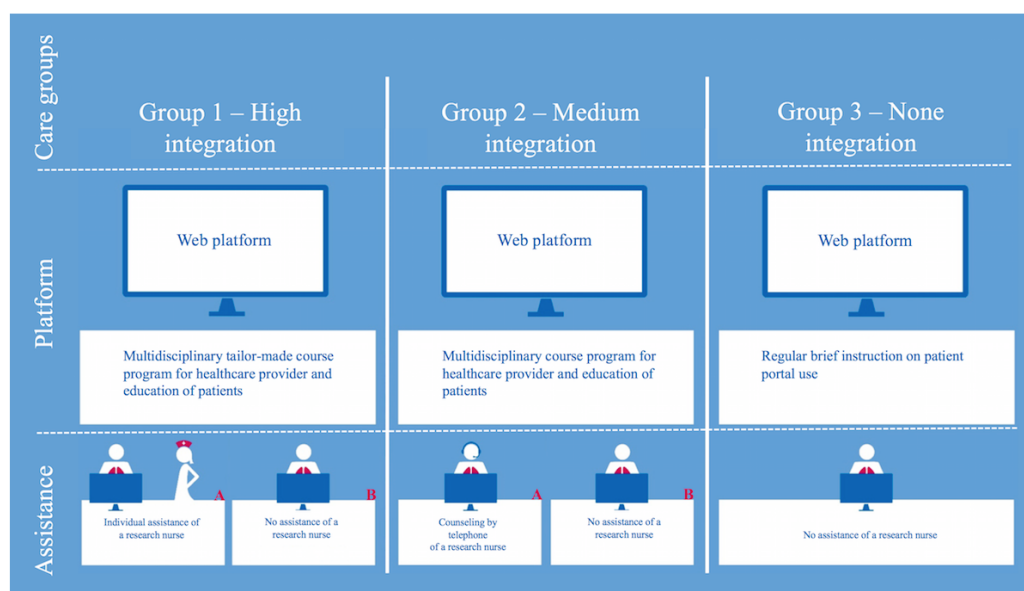 Care groups
Group 1 – High
integration
Group 2 – Medium
integration
Group 3 – None
integration
Platform
Web platform
Web platform
Web platform
Multidisciplinary tailor-made course
program for healthcare provider and
education of patients
Multidisciplinary course program for
healthcare provider and education of
patients
Regular brief instruction on patient
portal use
Assistance
A
Individual assistance of
a research nurse
B
No assistance of a
research nurse
A
Counseling by
telephone
of a research nurse
B
No assistance of a
research nurse
No assistance of a research nurse